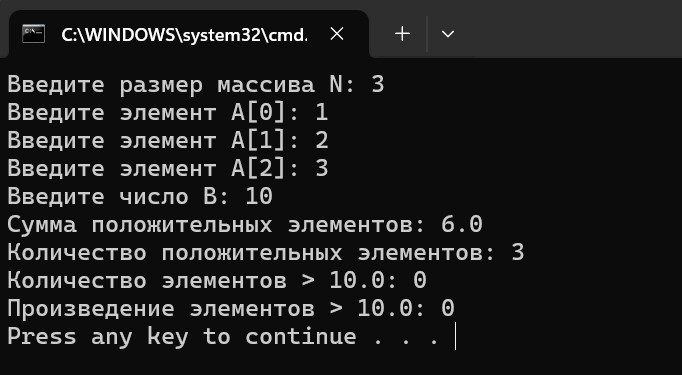 C:\WINDOWS\system32\cmd.
Введите размер массива N: 3
Введите элемент A[0]: 1
Введите элемент A[1]: 2
Введите элемент A[2]: 3
Введите число B: 10
Сумма положительных элементов: 6.0
Количество положительных элементов: 3
Количество элементов > 10.0: 0
Произведение элементов > 10.0: 0
Press any key to continue . . .